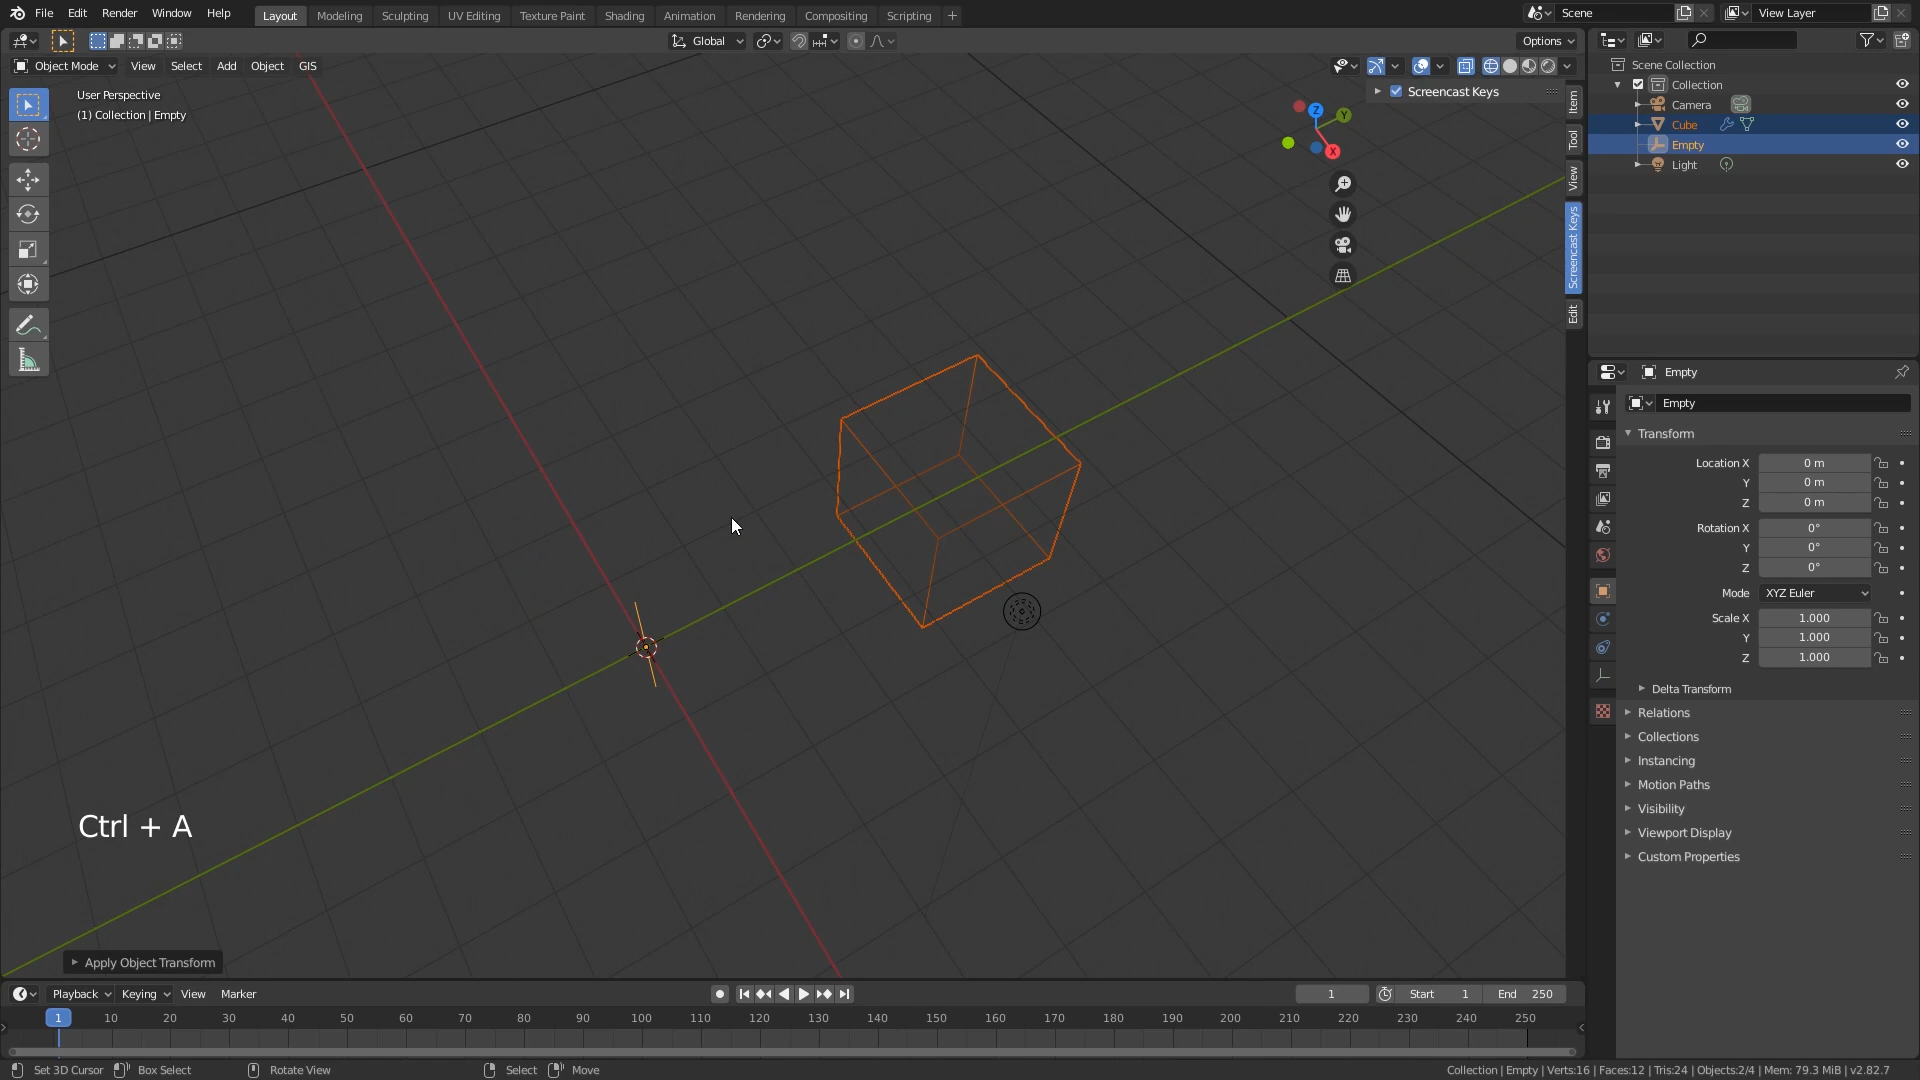 File Edit Render Window Help
Layout Modeling Sculpting UV Editing Texture Paint Shading Animation Rendering Compositing Scripting +
Scene
View Layer
Global
Options
Object Mode View Select Add Object GIS
User Perspective
(1) Collection | Empty
Screencast Keys
Z
Y
X
Item
Tool
View
Screencast Keys
Edit
Scene Collection
Collection
Camera
Cube
Empty
Light
Empty
Empty
Transform
Location X 0 m
Y 0 m
Z 0 m
Rotation X 0°
Y 0°
Z 0°
Mode XYZ Euler
Scale X 1.000
Y 1.000
Z 1.000
Delta Transform
Relations
Collections
Instancing
Motion Paths
Visibility
Viewport Display
Custom Properties
Ctrl + A
Apply Object Transform
Playback Keying View Marker
1
Start 1
End 250
1 10 20 30 40 50 60 70 80 90 100 110 120 130 140 150 160 170 180 190 200 210 220 230 240 250
Set 3D Cursor Box Select Rotate View Select Move
Collection | Empty | Verts:16 | Faces:12 | Tris:24 | Objects:2/4 | Mem: 79.3 MiB | v2.82.7